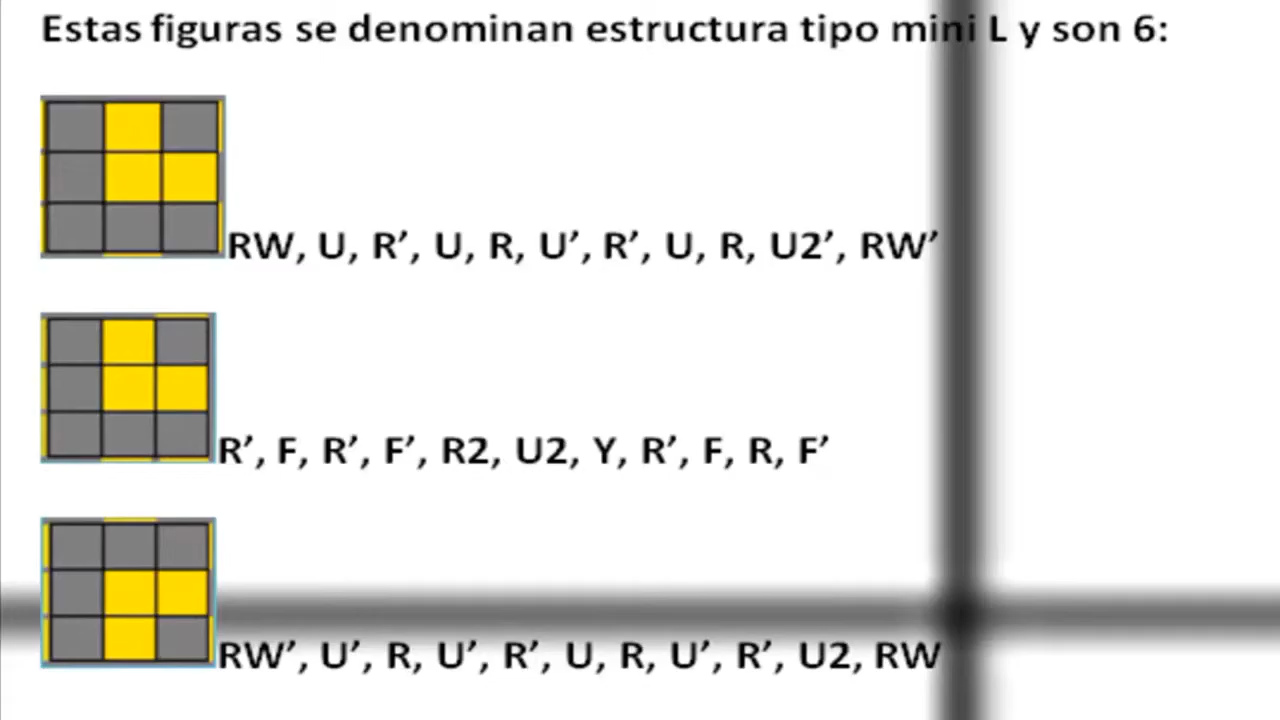 Estas figuras se denominan estructura tipo mini L y son 6:
RW, U, R’, U, R, U’, R’, U, R, U2’, RW’
R’, F, R’, F’, R2, U2, Y, R’, F, R, F’
RW’, U’, R, U’, R’, U, R, U’, R’, U2, RW